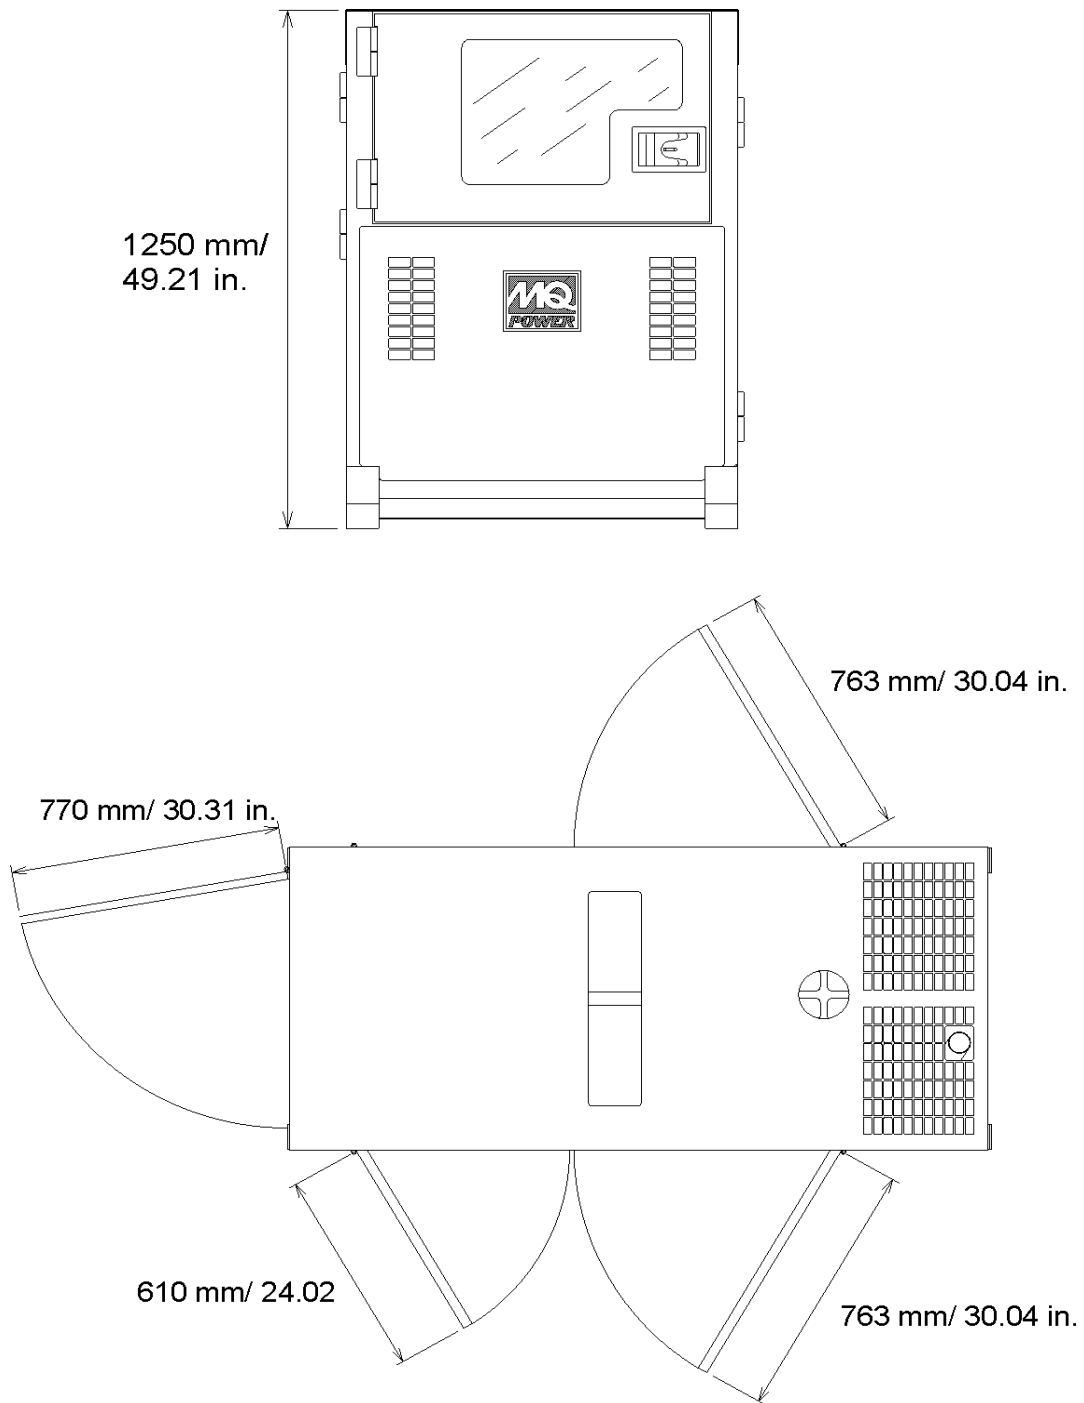 1250 mm/
49.21 in.
MQ
POWER
763 mm/ 30.04 in.
770 mm/ 30.31 in.
610 mm/ 24.02
763 mm/ 30.04 in.